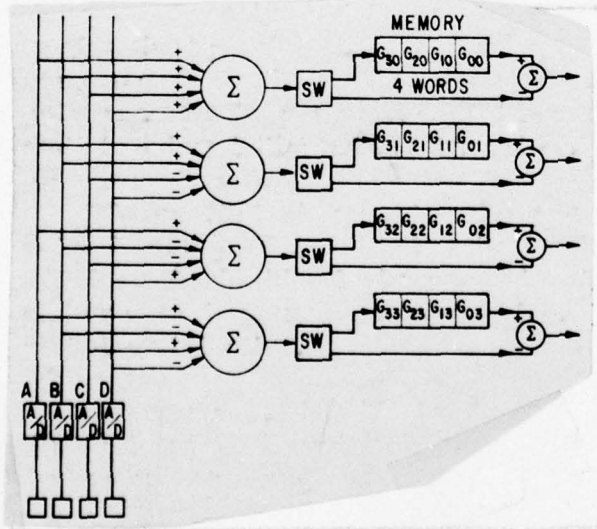 MEMORY
+ + + + Σ SW G30 G20 G10 G00 + - Σ
4 WORDS
+ + - - Σ SW G31 G21 G11 G01 + - Σ
+ - - + Σ SW G32 G22 G12 G02 + - Σ
+ - + - Σ SW G33 G23 G13 G03 + - Σ
A B C D
A/D A/D A/D A/D